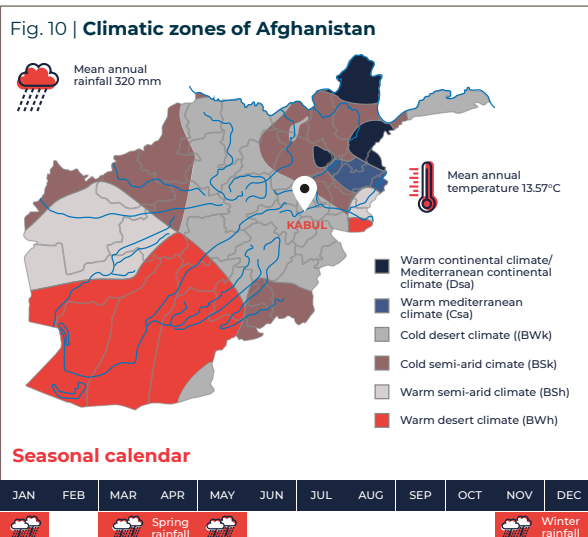 Fig. 10 | Climatic zones of Afghanistan
Mean annual
rainfall 320 mm
Mean annual
temperature 13.57°C
KABUL
Warm continental climate/
Mediterranean continental
climate (Dsa)
Warm mediterranean
climate (Csa)
Cold desert climate ((BWk)
Cold semi-arid cimate (BSk)
Warm semi-arid climate (BSh)
Warm desert climate (BWh)
Seasonal calendar
JAN FEB MAR APR MAY JUN JUL AUG SEP OCT NOV DEC
Spring
rainfall
Winter
rainfall